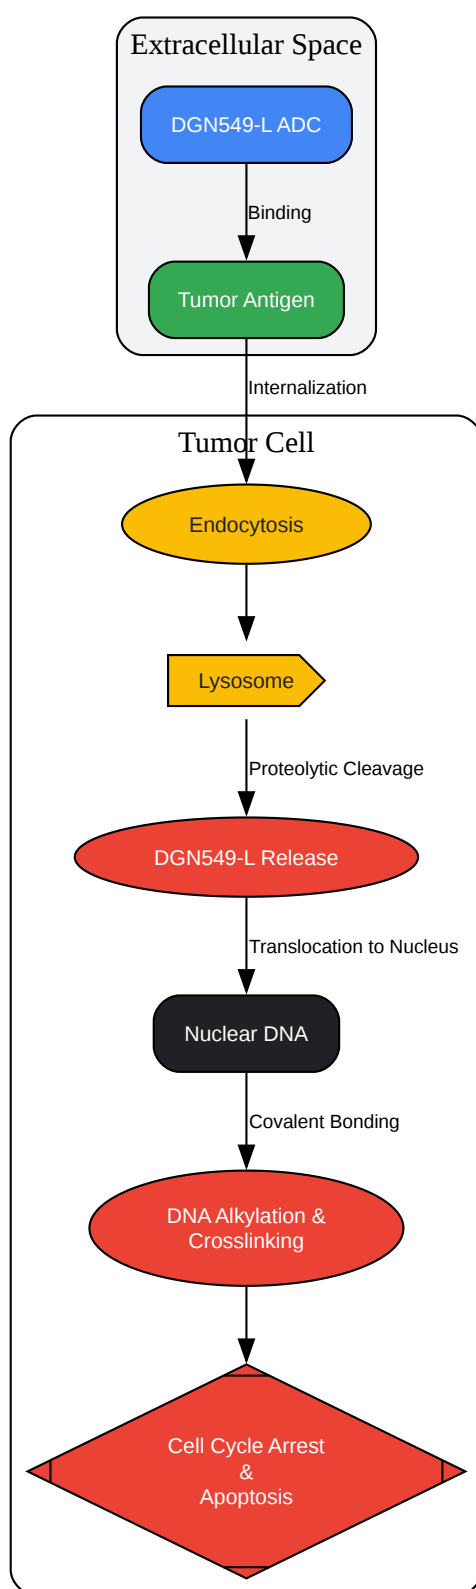 Extracellular Space
DGN549-L ADC
Binding
Tumor Antigen
Internalization
Tumor Cell
Endocytosis
Lysosome
Proteolytic Cleavage
DGN549-L Release
Translocation to Nucleus
Nuclear DNA
Covalent Bonding
DNA Alkylation &
Crosslinking
Cell Cycle Arrest
&
Apoptosis